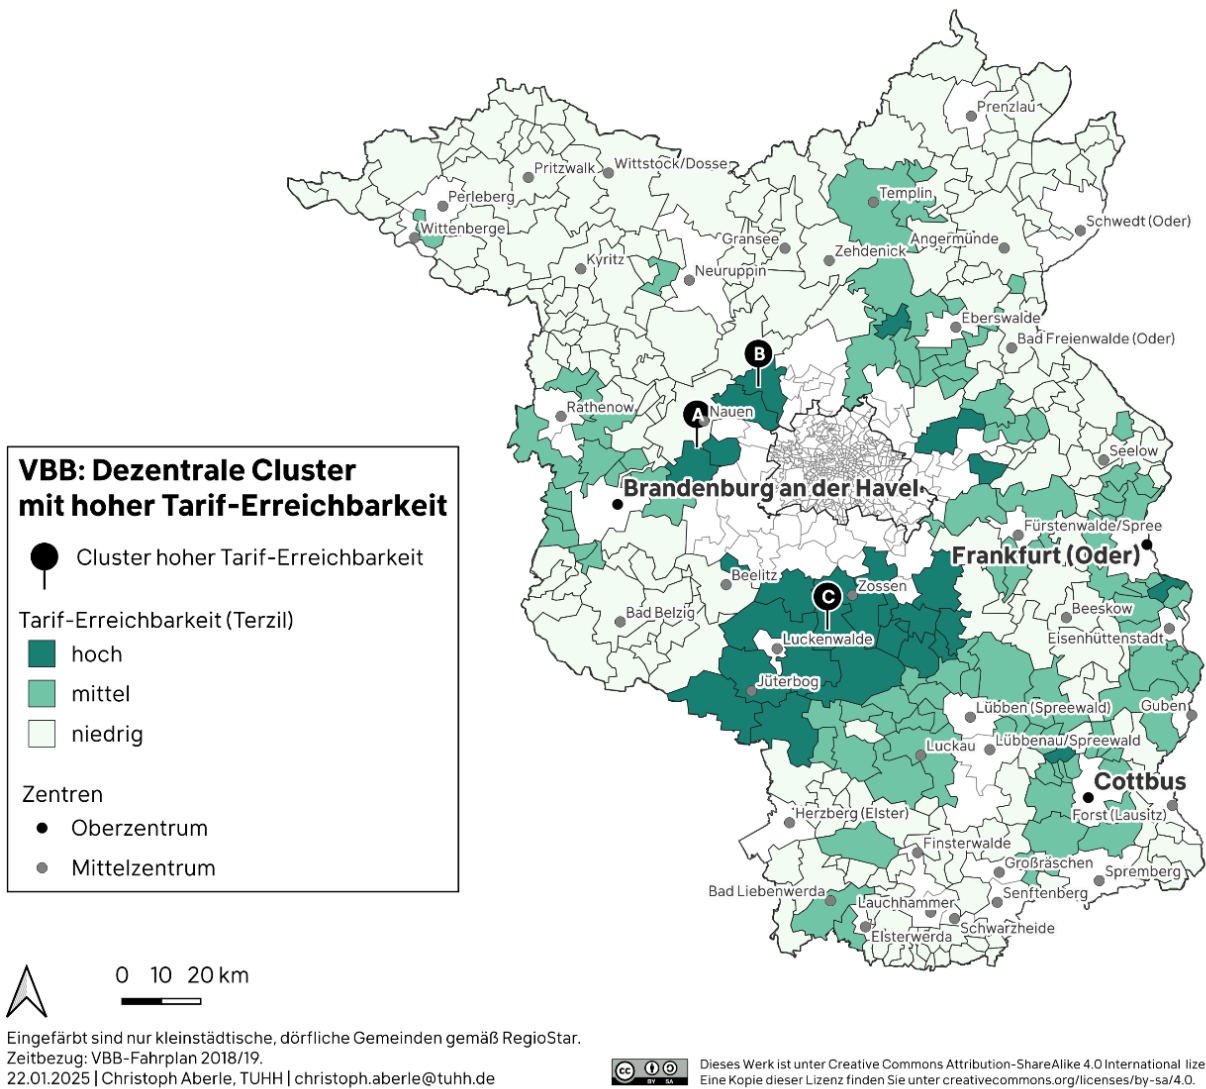 Prenzlau
Pritzwalk
Wittstock/Dosse
Perleberg
Templin
Wittenberge
Schwedt (Oder)
Gransee
Angermünde
Zehdenick
Kyritz
Neuruppin
Eberswalde
Bad Freienwalde (Oder)
B
Rathenow
A
Nauen
Seelow
VBB: Dezentrale Cluster
mit hoher Tarif-Erreichbarkeit
Brandenburg an der Havel
Cluster hoher Tarif-Erreichbarkeit
Fürstenwalde/Spree
Frankfurt (Oder)
Beelitz
Zossen
C
Bad Belzig
Beeskow
Eisenhüttenstadt
Luckenwalde
Tarif-Erreichbarkeit (Terzil)
hoch
mittel
niedrig
Jüterbog
Lübben (Spreewald)
Guben
Luckau
Lübbenau/Spreewald
Cottbus
Zentren
Oberzentrum
Mittelzentrum
Herzberg (Elster)
Forst (Lausitz)
Finsterwalde
Großräschen
Spremberg
Bad Liebenwerda
Lauchhammer
Senftenberg
Schwarzheide
Elsterwerda
0 10 20 km
Eingefärbt sind nur kleinstädtische, dörfliche Gemeinden gemäß RegioStar.
Zeitbezug: VBB-Fahrplan 2018/19.
22.01.2025 | Christoph Aberle, TUHH | christoph.aberle@tuhh.de
cc BY SA
Dieses Werk ist unter Creative Commons Attribution-ShareAlike 4.0 International lize
Eine Kopie dieser Lizenz finden Sie unter creativecommons.org/licenses/by-sa/4.0.